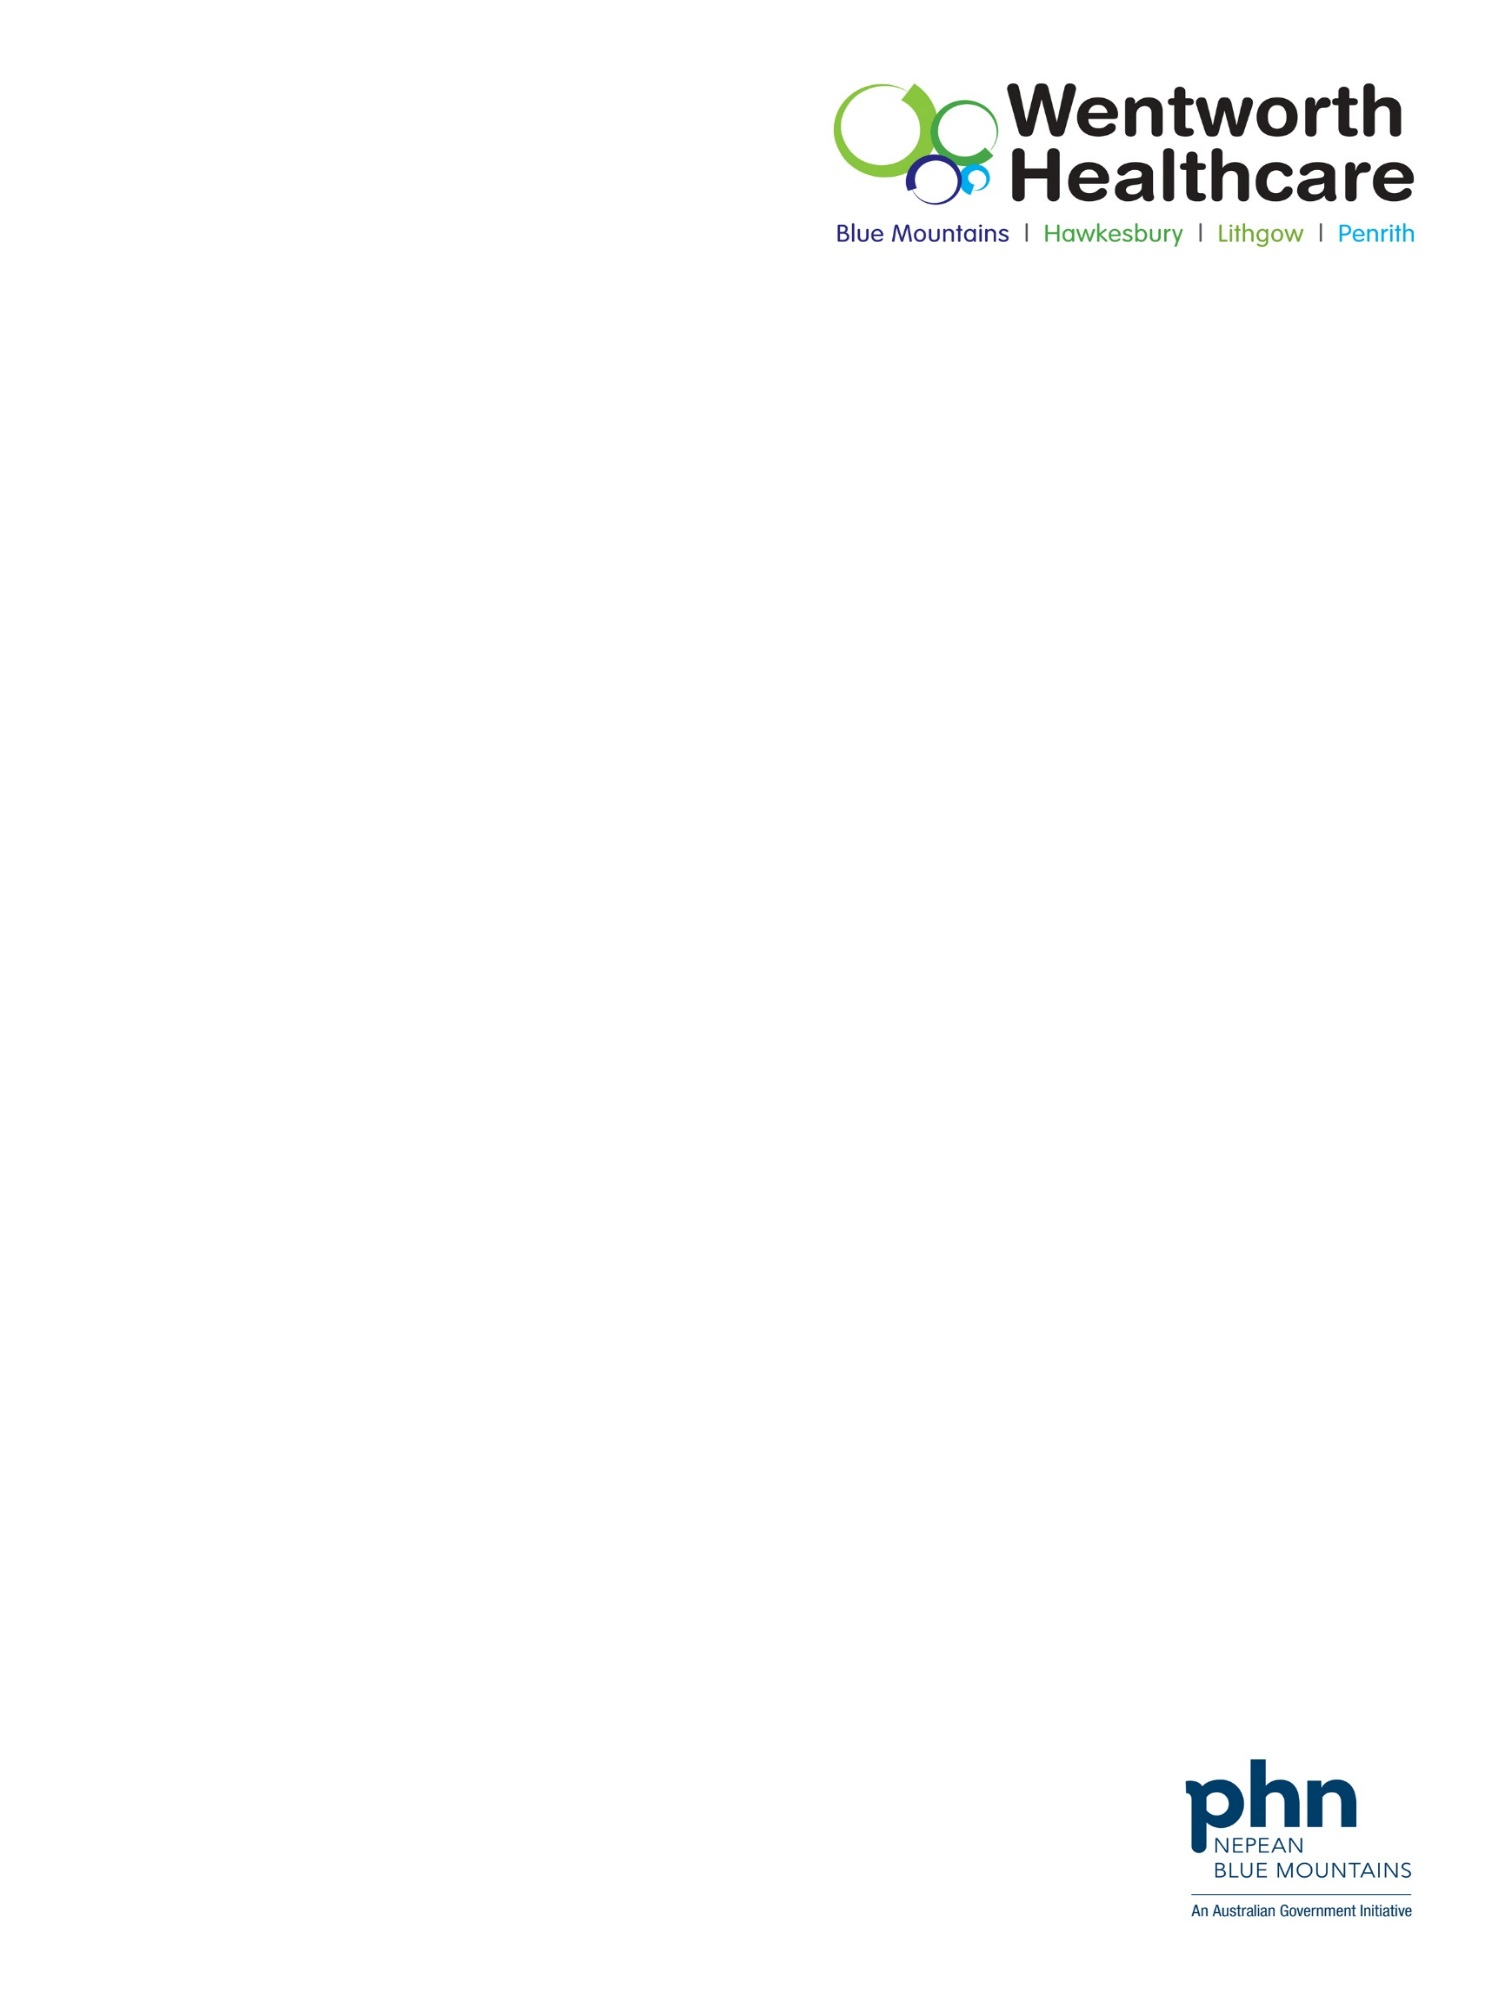 Wentworth
Healthcare
Blue Mountains | Hawkesbury | Lithgow | Penrith
phn
NEPEAN
BLUE MOUNTAINS
An Australian Government Initiative